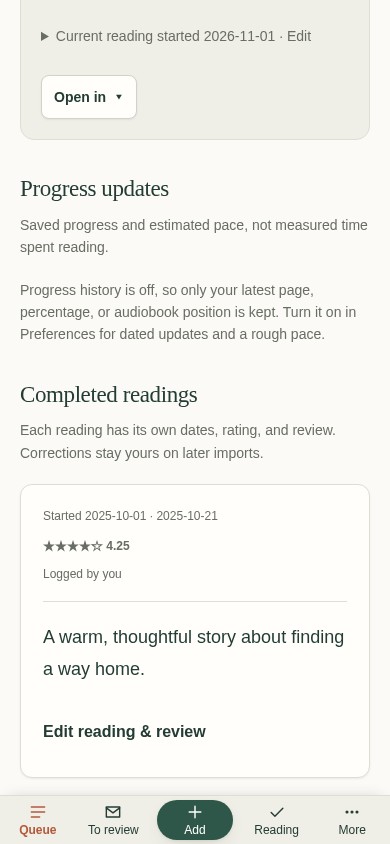 ▶ Current reading started 2026-11-01 · Edit
Open in ▼
Progress updates
Saved progress and estimated pace, not measured time
spent reading.
Progress history is off, so only your latest page,
percentage, or audiobook position is kept. Turn it on in
Preferences for dated updates and a rough pace.
Completed readings
Each reading has its own dates, rating, and review.
Corrections stay yours on later imports.
Started 2025-10-01 · 2025-10-21
★★★★☆ 4.25
Logged by you
A warm, thoughtful story about finding
a way home.
Edit reading & review
Queue
To review
Add
Reading
More